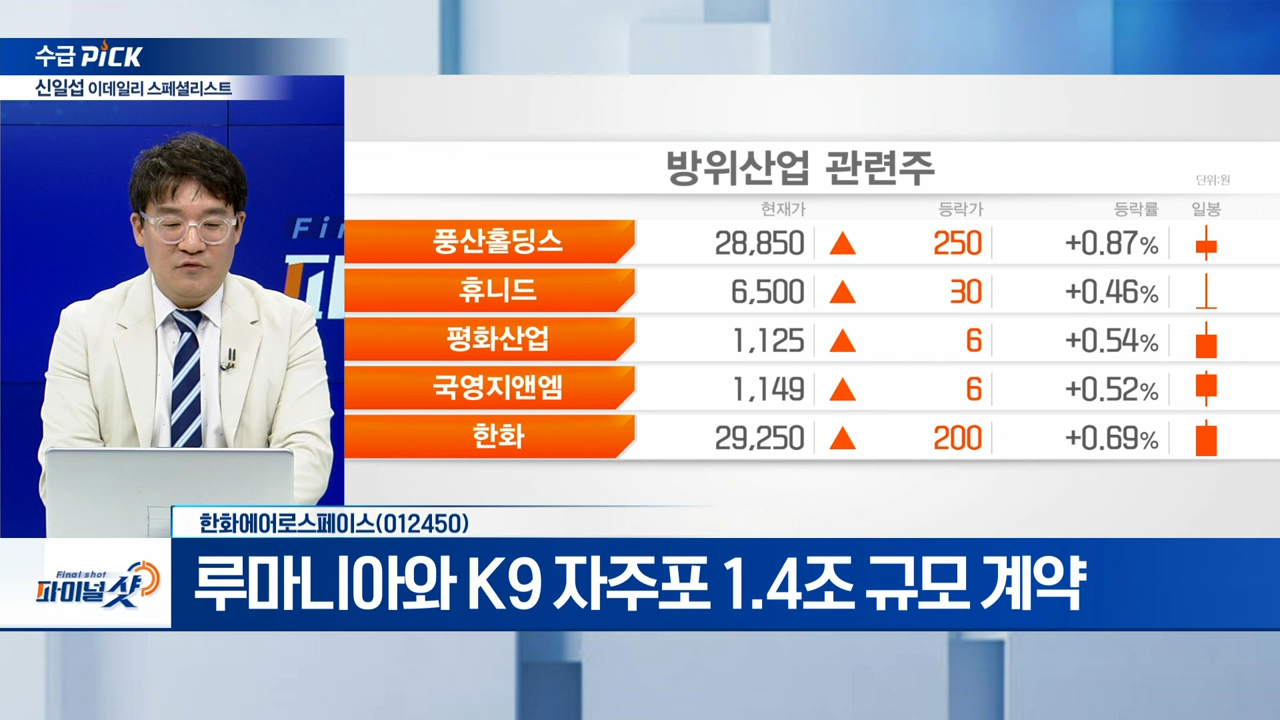 수급 PiCK
신일섭 이데일리 스페셜리스트
방위산업 관련주
단위:원
현재가 등락가 등락률 일봉
풍산홀딩스 28,850 ▲ 250 +0.87%
휴니드 6,500 ▲ 30 +0.46%
평화산업 1,125 ▲ 6 +0.54%
국영지앤엠 1,149 ▲ 6 +0.52%
한화 29,250 ▲ 200 +0.69%
한화에어로스페이스(012450)
Final shot
파이널샷
루마니아와 K9 자주포 1.4조 규모 계약